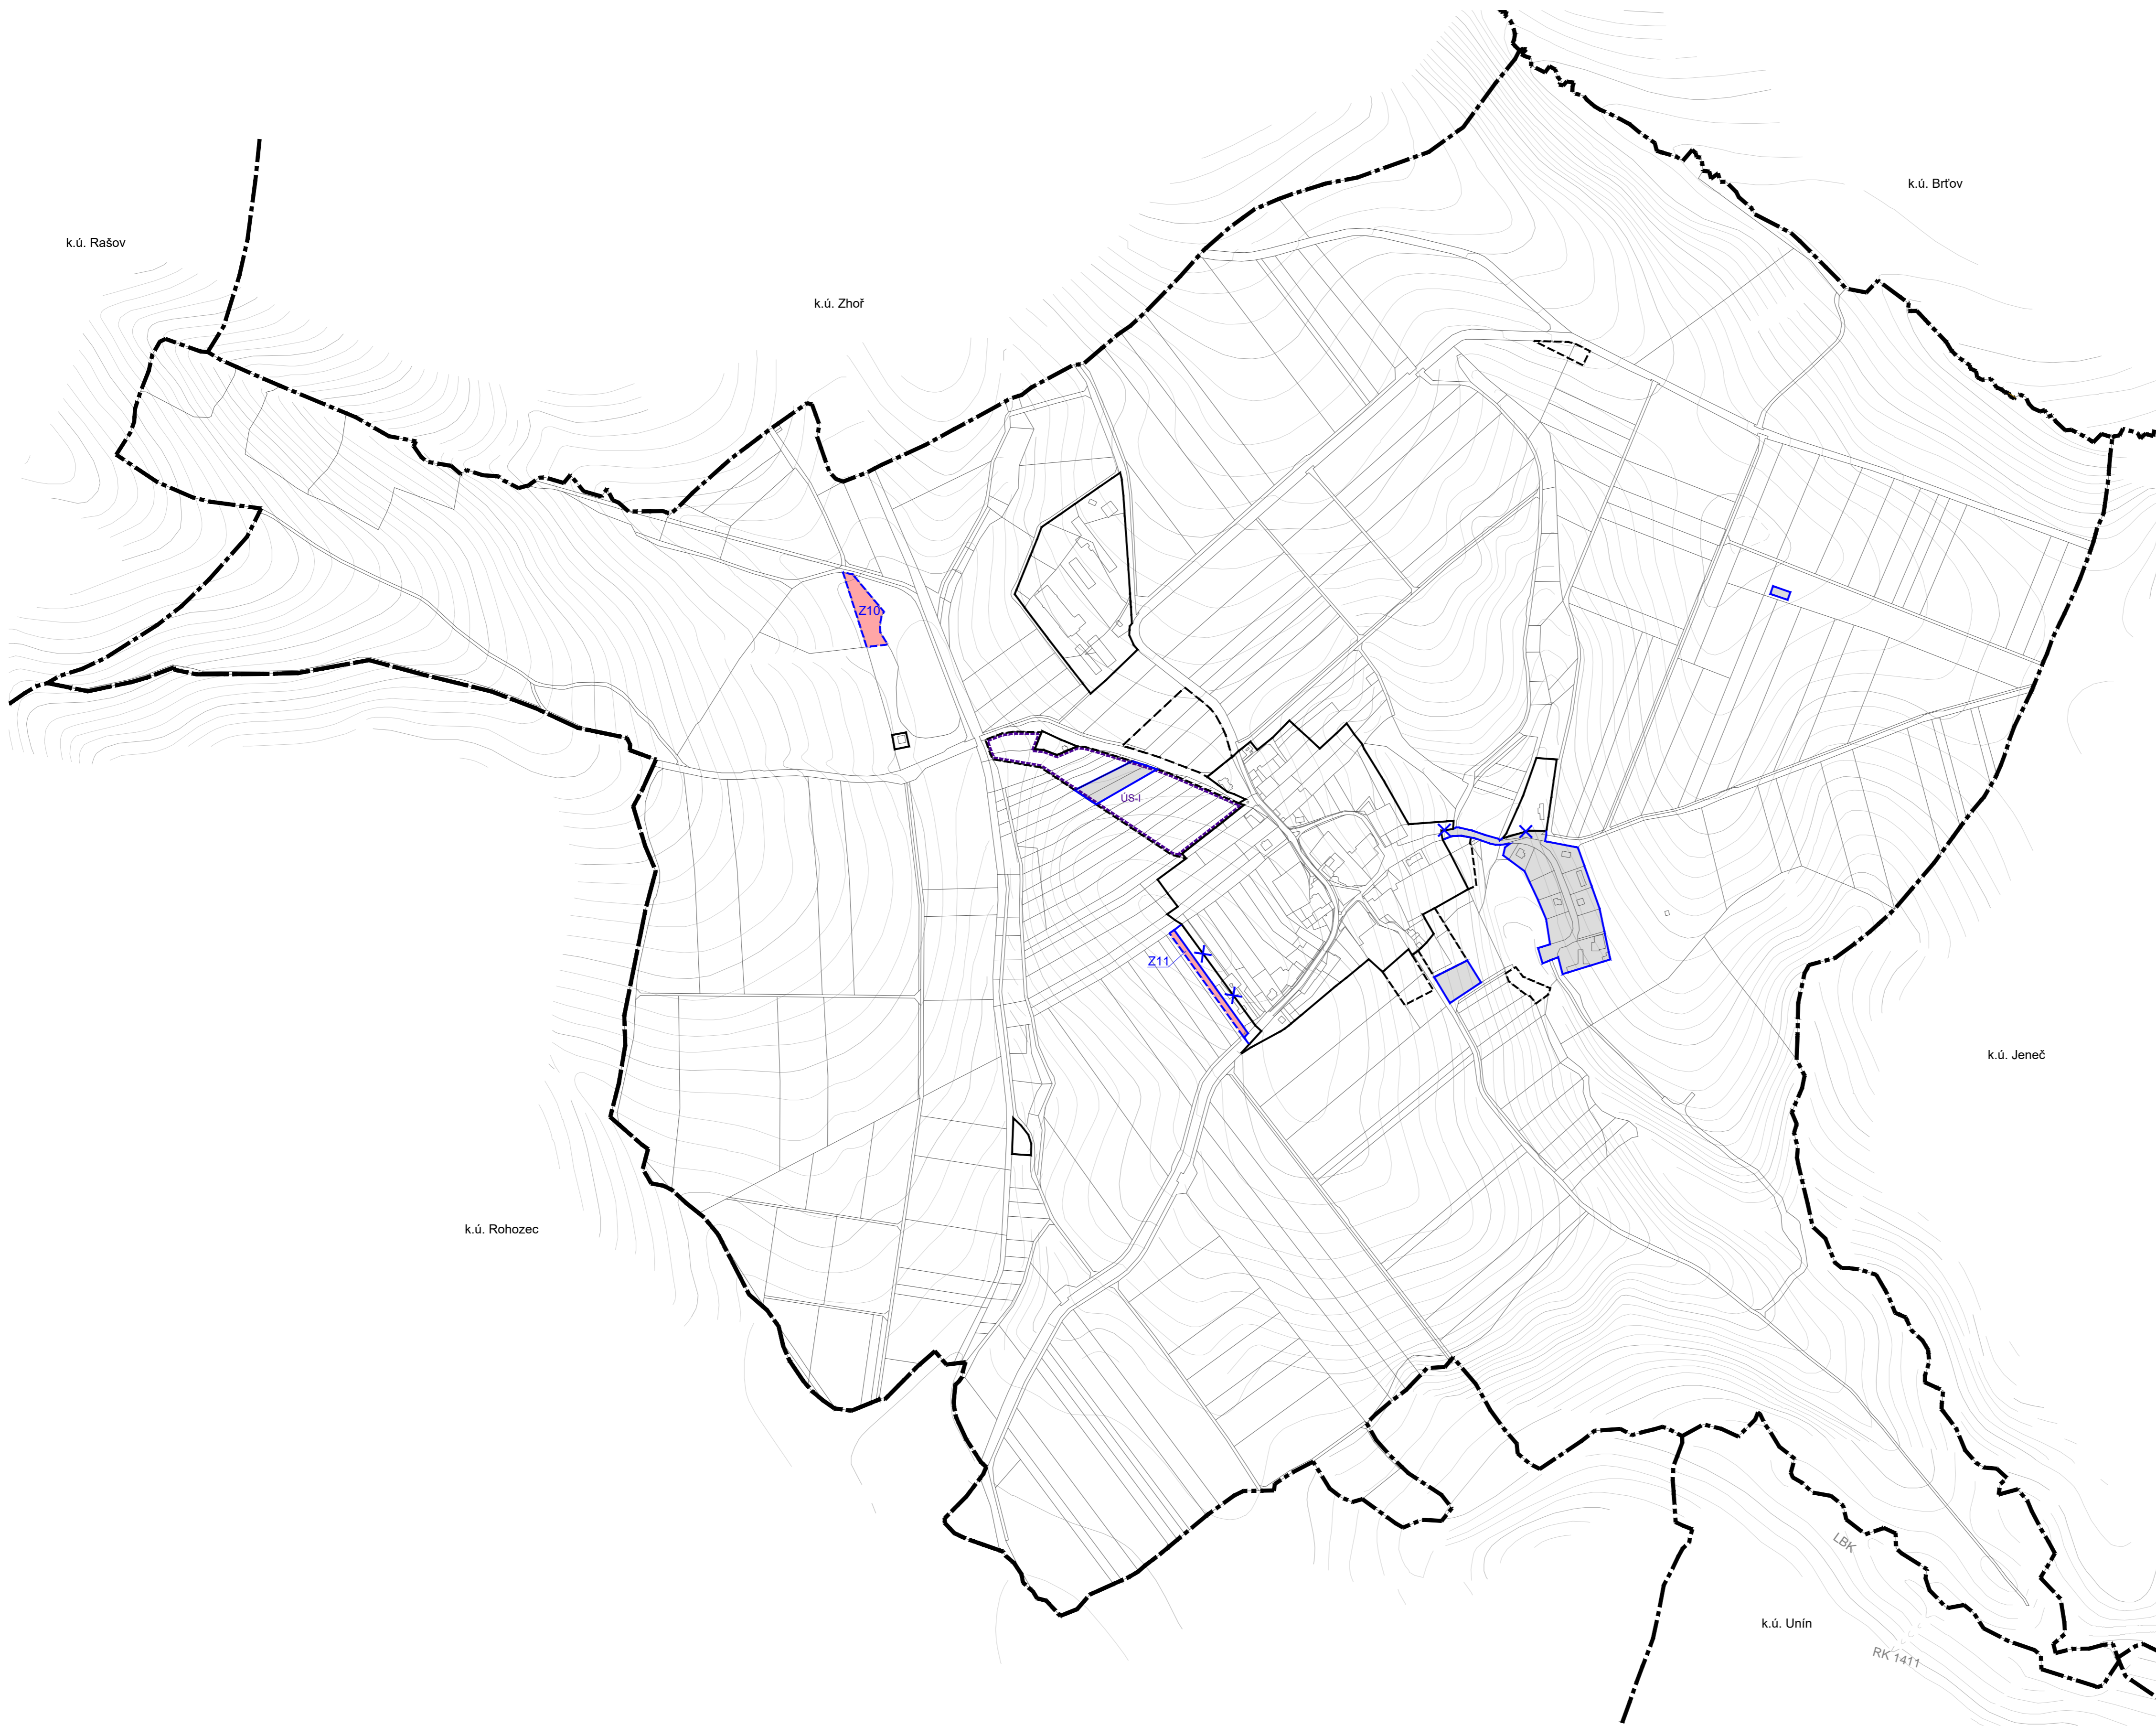 k.ú. Brťov
k.ú. Rašov
k.ú. Zhoř
Z10
ÚS-I
Z11
k.ú. Jeneč
k.ú. Rohozec
LBK
k.ú. Unín
RK 1411